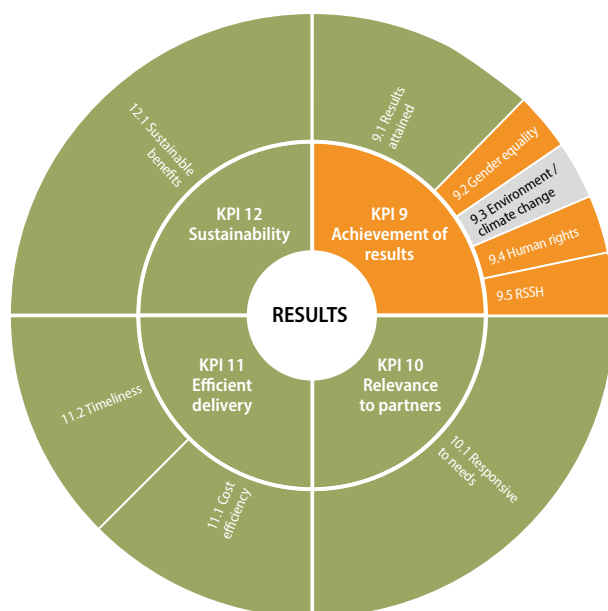 RESULTS
KPI 9
Achievement of
results
9.1 Results
attained
9.2 Gender equality
9.3 Environment /
climate change
9.4 Human rights
9.5 RSSH
KPI 10
Relevance
to partners
10.1 Responsive
to needs
KPI 11
Efficient
delivery
11.1 Cost
efficiency
11.2 Timeliness
KPI 12
Sustainability
12.1 Sustainable
benefits